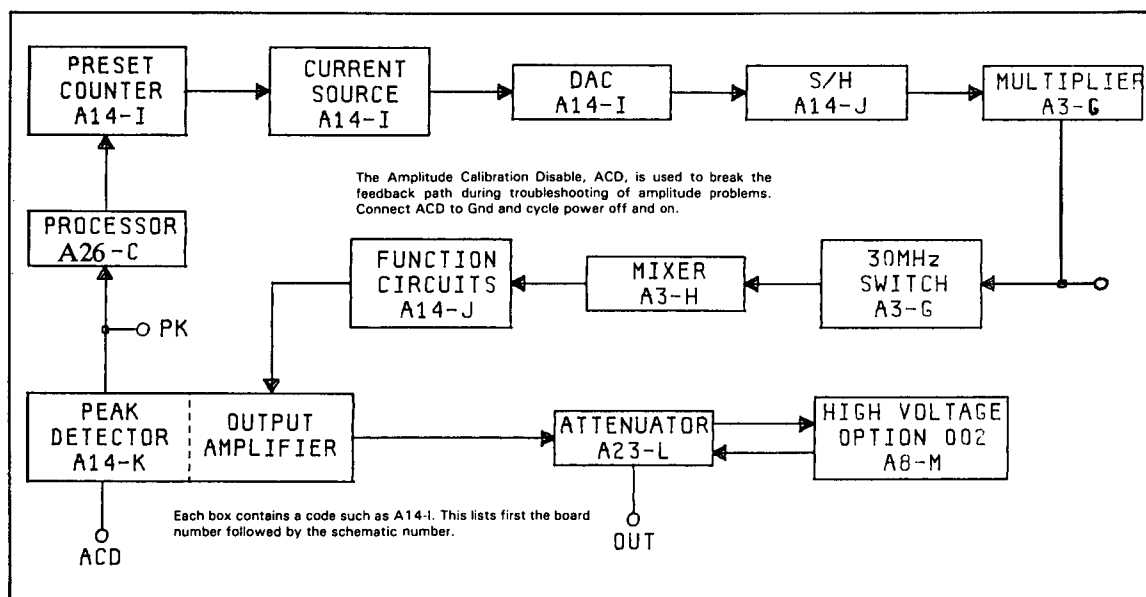 PRESET
COUNTER
A14-I
CURRENT
SOURCE
A14-I
DAC
A14-I
S/H
A14-J
MULTIPLIER
A3-G
The Amplitude Calibration Disable, ACD, is used to break the
feedback path during troubleshooting of amplitude problems.
Connect ACD to Gnd and cycle power off and on.
PROCESSOR
A26-C
FUNCTION
CIRCUITS
A14-J
MIXER
A3-H
30MHz
SWITCH
A3-G
PK
PEAK
DETECTOR
A14-K
OUTPUT
AMPLIFIER
ATTENUATOR
A23-L
HIGH VOLTAGE
OPTION 002
A8-M
Each box contains a code such as A14-I. This lists first the board
number followed by the schematic number.
ACD
OUT